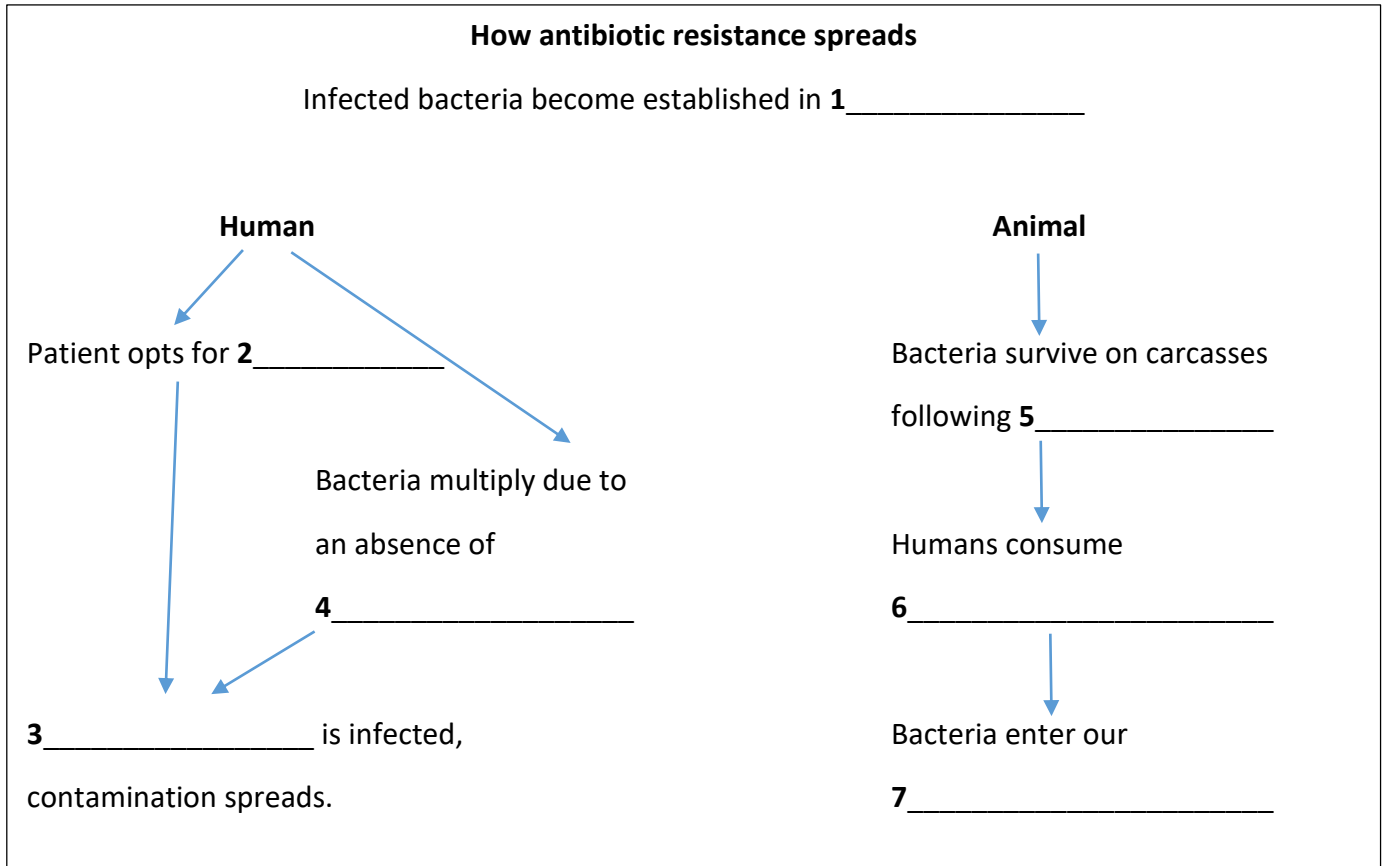 How antibiotic resistance spreads
Infected bacteria become established in 1_______________
Human
Animal
Patient opts for 2____________
Bacteria survive on carcasses
following 5_______________
Bacteria multiply due to
an absence of
4___________________
Humans consume
6_______________________
3_________________ is infected,
contamination spreads.
Bacteria enter our
7_______________________